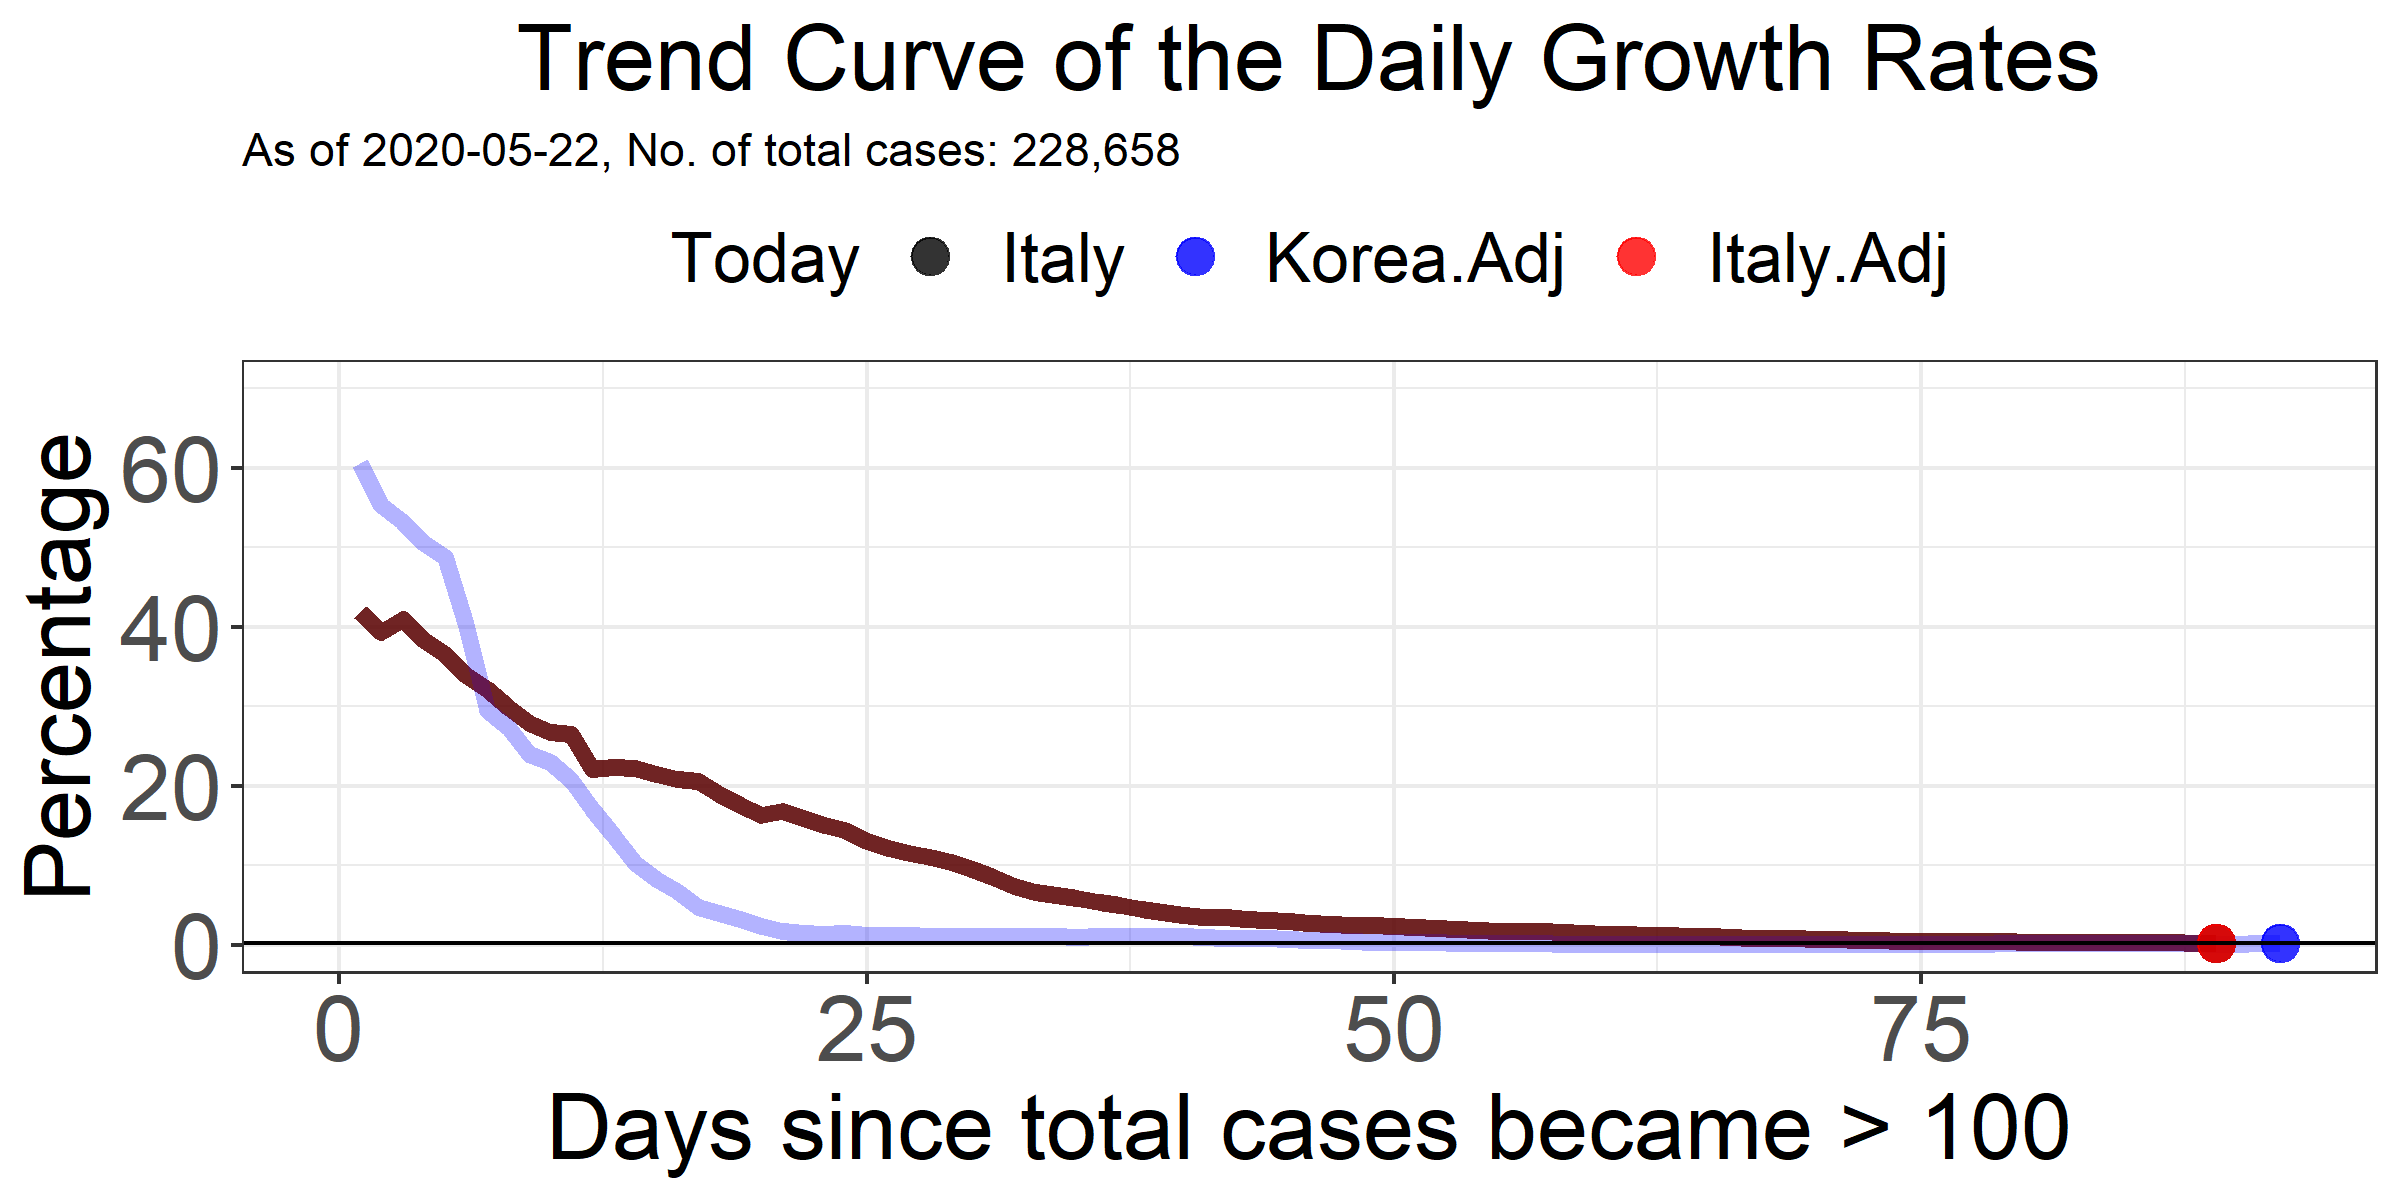 Trend Curve of the Daily Growth Rates
As of 2020-05-22, No. of total cases: 228,658
Today Italy Korea.Adj Italy.Adj
Percentage
60
40
20
0
0 25 50 75
Days since total cases became > 100